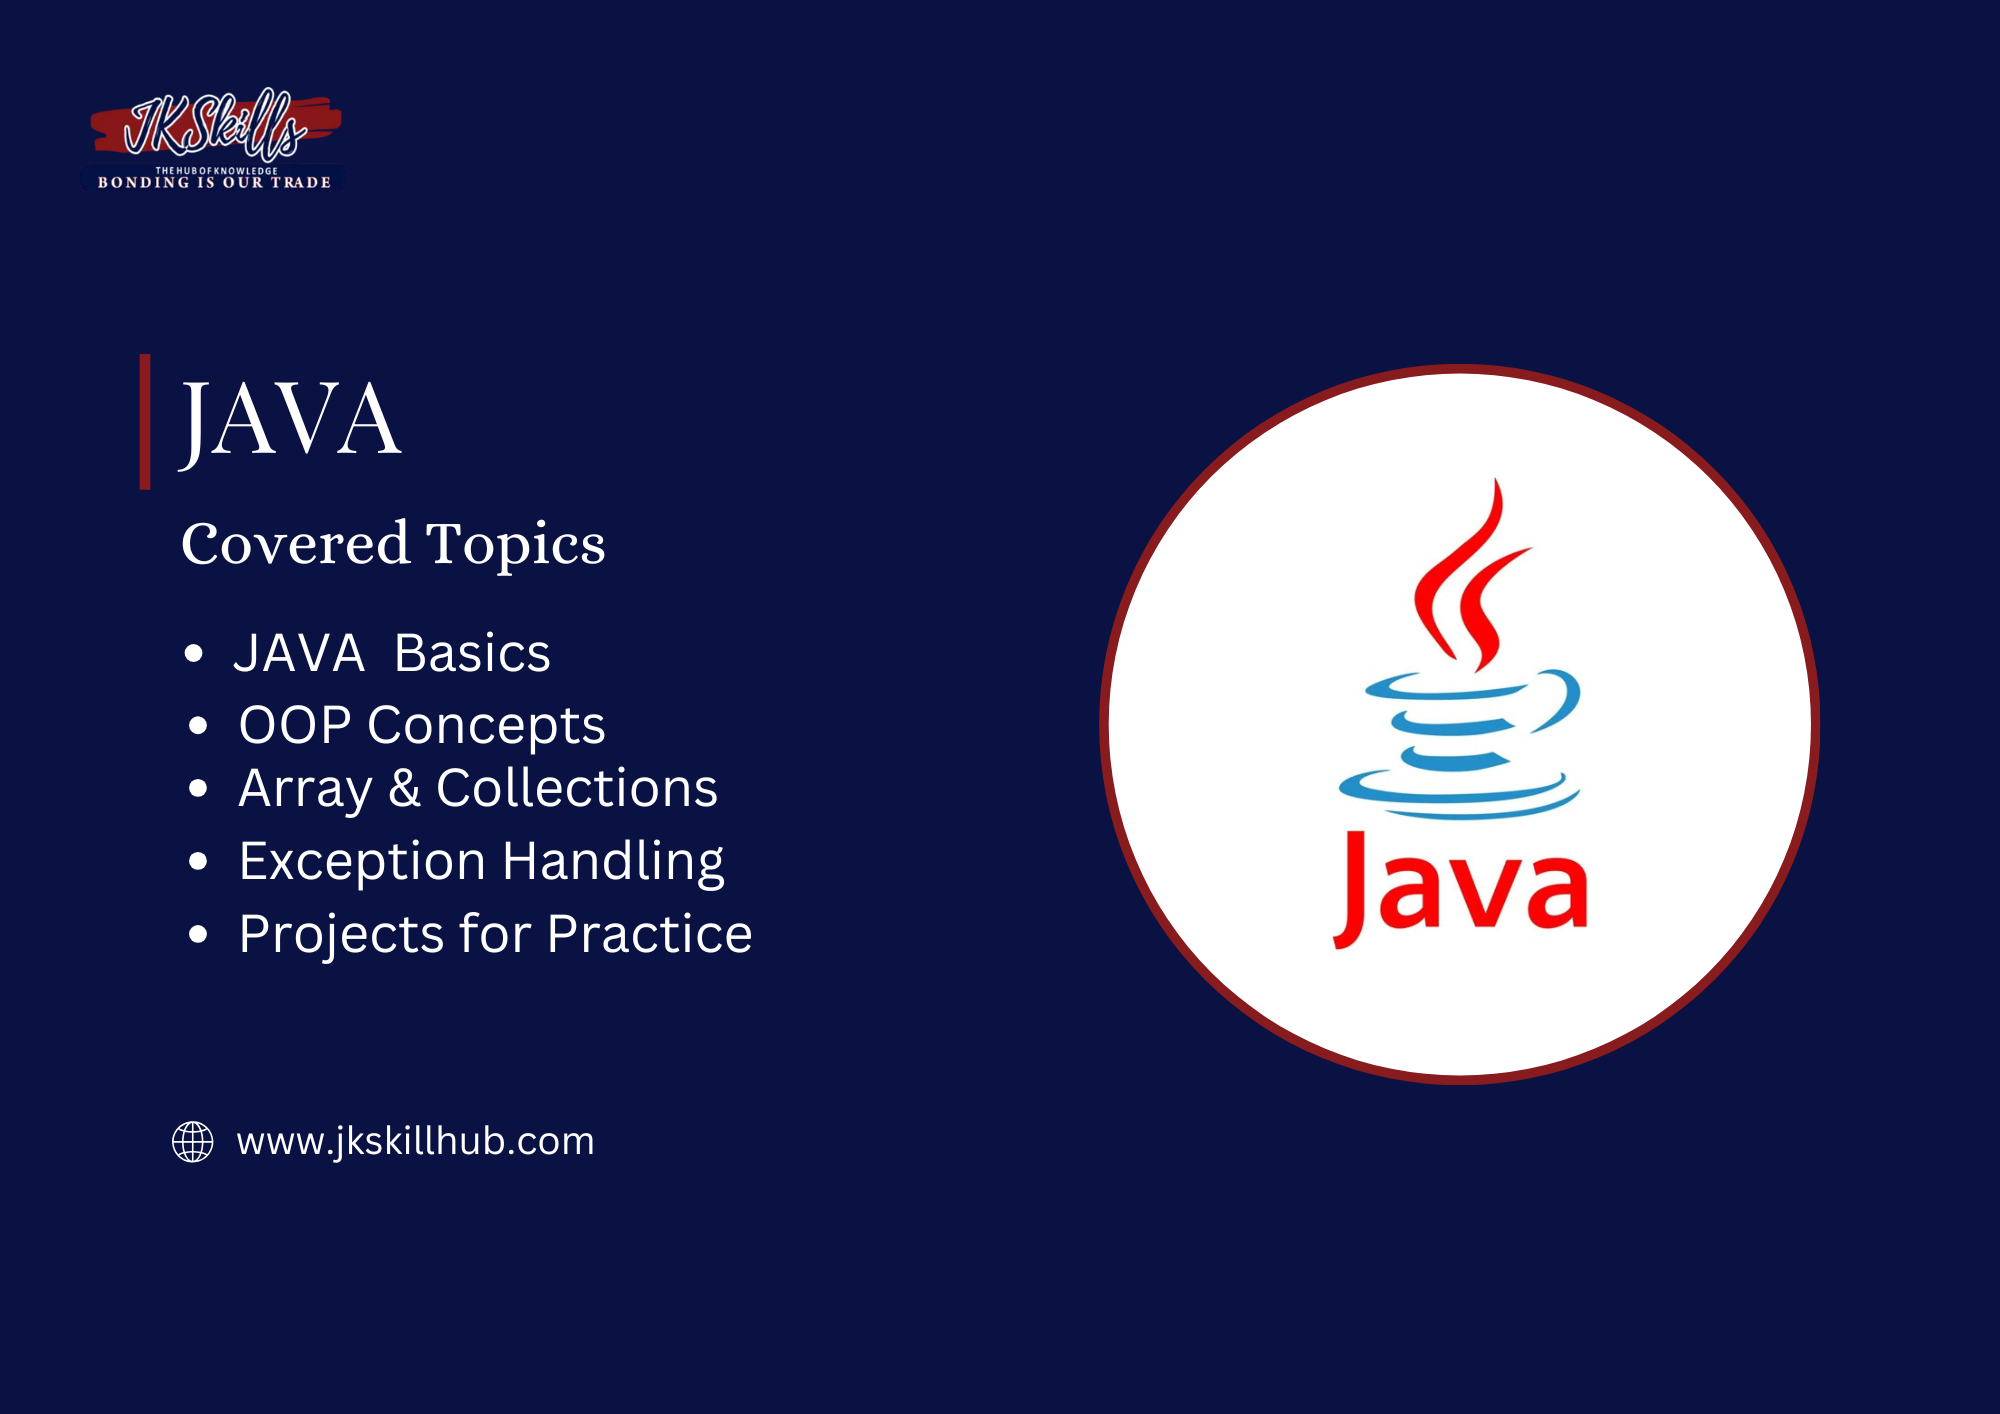 JKSkills
THE HUB OF KNOWLEDGE
BONDING IS OUR TRADE
JAVA
Covered Topics
• JAVA Basics
• OOP Concepts
• Array & Collections
• Exception Handling
• Projects for Practice
www.jkskillhub.com
Java